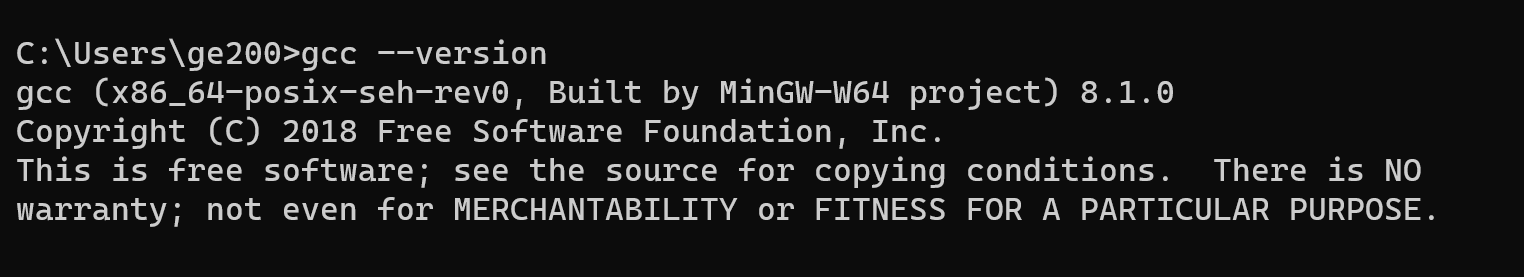 C:\Users\ge200>gcc --version
gcc (x86_64-posix-seh-rev0, Built by MinGW-W64 project) 8.1.0
Copyright (C) 2018 Free Software Foundation, Inc.
This is free software; see the source for copying conditions.  There is NO
warranty; not even for MERCHANTABILITY or FITNESS FOR A PARTICULAR PURPOSE.